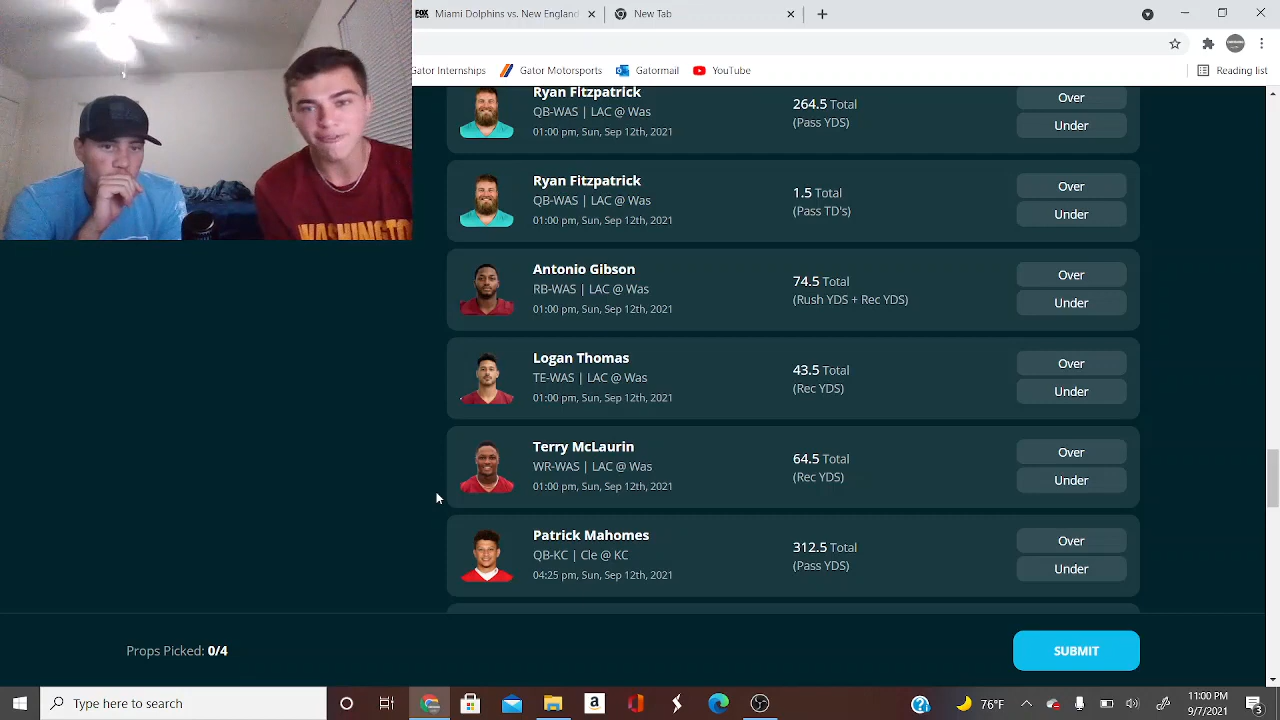 FOX Miami Dolphins vs. New England
New Tab
Gator Internships
Gator Motorsports
Gatormail
YouTube
Reading list
Ryan Fitzpatrick
QB-WAS | LAC @ Was
01:00 pm, Sun, Sep 12th, 2021
264.5 Total
(Pass YDS)
Over
Under
Ryan Fitzpatrick
QB-WAS | LAC @ Was
01:00 pm, Sun, Sep 12th, 2021
1.5 Total
(Pass TD's)
Over
Under
Antonio Gibson
RB-WAS | LAC @ Was
01:00 pm, Sun, Sep 12th, 2021
74.5 Total
(Rush YDS + Rec YDS)
Over
Under
Logan Thomas
TE-WAS | LAC @ Was
01:00 pm, Sun, Sep 12th, 2021
43.5 Total
(Rec YDS)
Over
Under
Terry McLaurin
WR-WAS | LAC @ Was
01:00 pm, Sun, Sep 12th, 2021
64.5 Total
(Rec YDS)
Over
Under
Patrick Mahomes
QB-KC | Cle @ KC
04:25 pm, Sun, Sep 12th, 2021
312.5 Total
(Pass YDS)
Over
Under
Props Picked: 0/4
SUBMIT
Type here to search
76°F
11:00 PM
9/7/2021
WASHINGTO